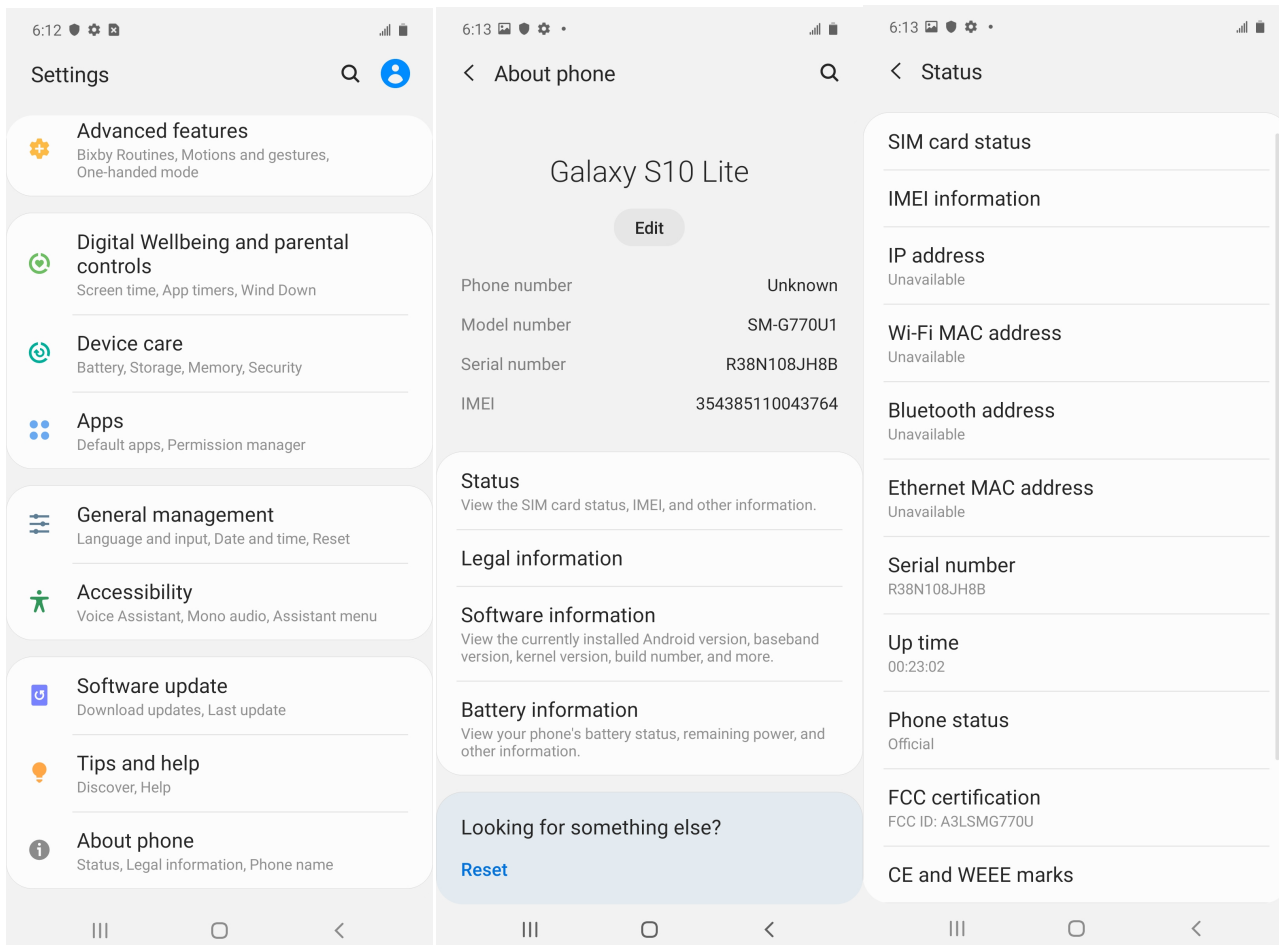 6:12
Settings
Advanced features
Bixby Routines, Motions and gestures,
One-handed mode
Digital Wellbeing and parental
controls
Screen time, App timers, Wind Down
Device care
Battery, Storage, Memory, Security
Apps
Default apps, Permission manager
General management
Language and input, Date and time, Reset
Accessibility
Voice Assistant, Mono audio, Assistant menu
Software update
Download updates, Last update
Tips and help
Discover, Help
About phone
Status, Legal information, Phone name
6:13
About phone
Galaxy S10 Lite
Edit
Phone number Unknown
Model number SM-G770U1
Serial number R38N108JH8B
IMEI 354385110043764
Status
View the SIM card status, IMEI, and other information.
Legal information
Software information
View the currently installed Android version, baseband
version, kernel version, build number, and more.
Battery information
View your phone's battery status, remaining power, and
other information.
Looking for something else?
Reset
6:13
Status
SIM card status
IMEI information
IP address
Unavailable
Wi-Fi MAC address
Unavailable
Bluetooth address
Unavailable
Ethernet MAC address
Unavailable
Serial number
R38N108JH8B
Up time
00:23:02
Phone status
Official
FCC certification
FCC ID: A3LSMG770U
CE and WEEE marks